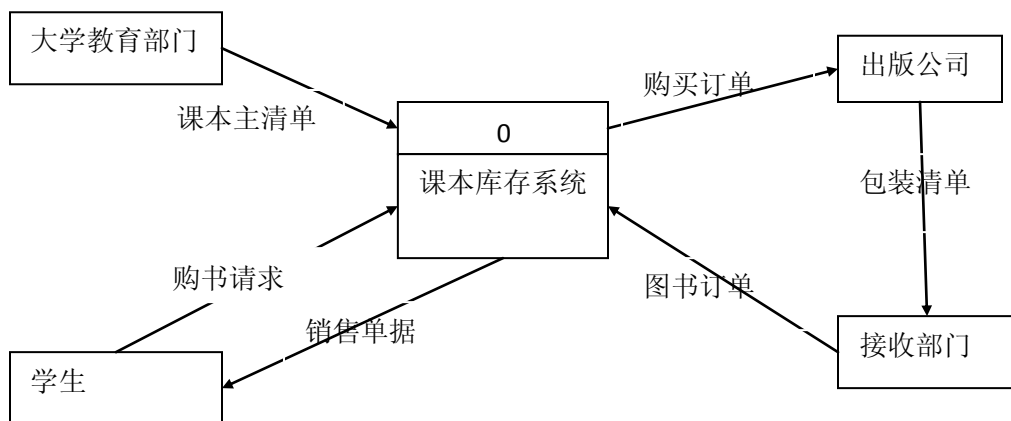 大学教育部门
出版公司
购买订单
课本主清单
0
课本库存系统
包装清单
购书请求
图书订单
销售单据
接收部门
学生